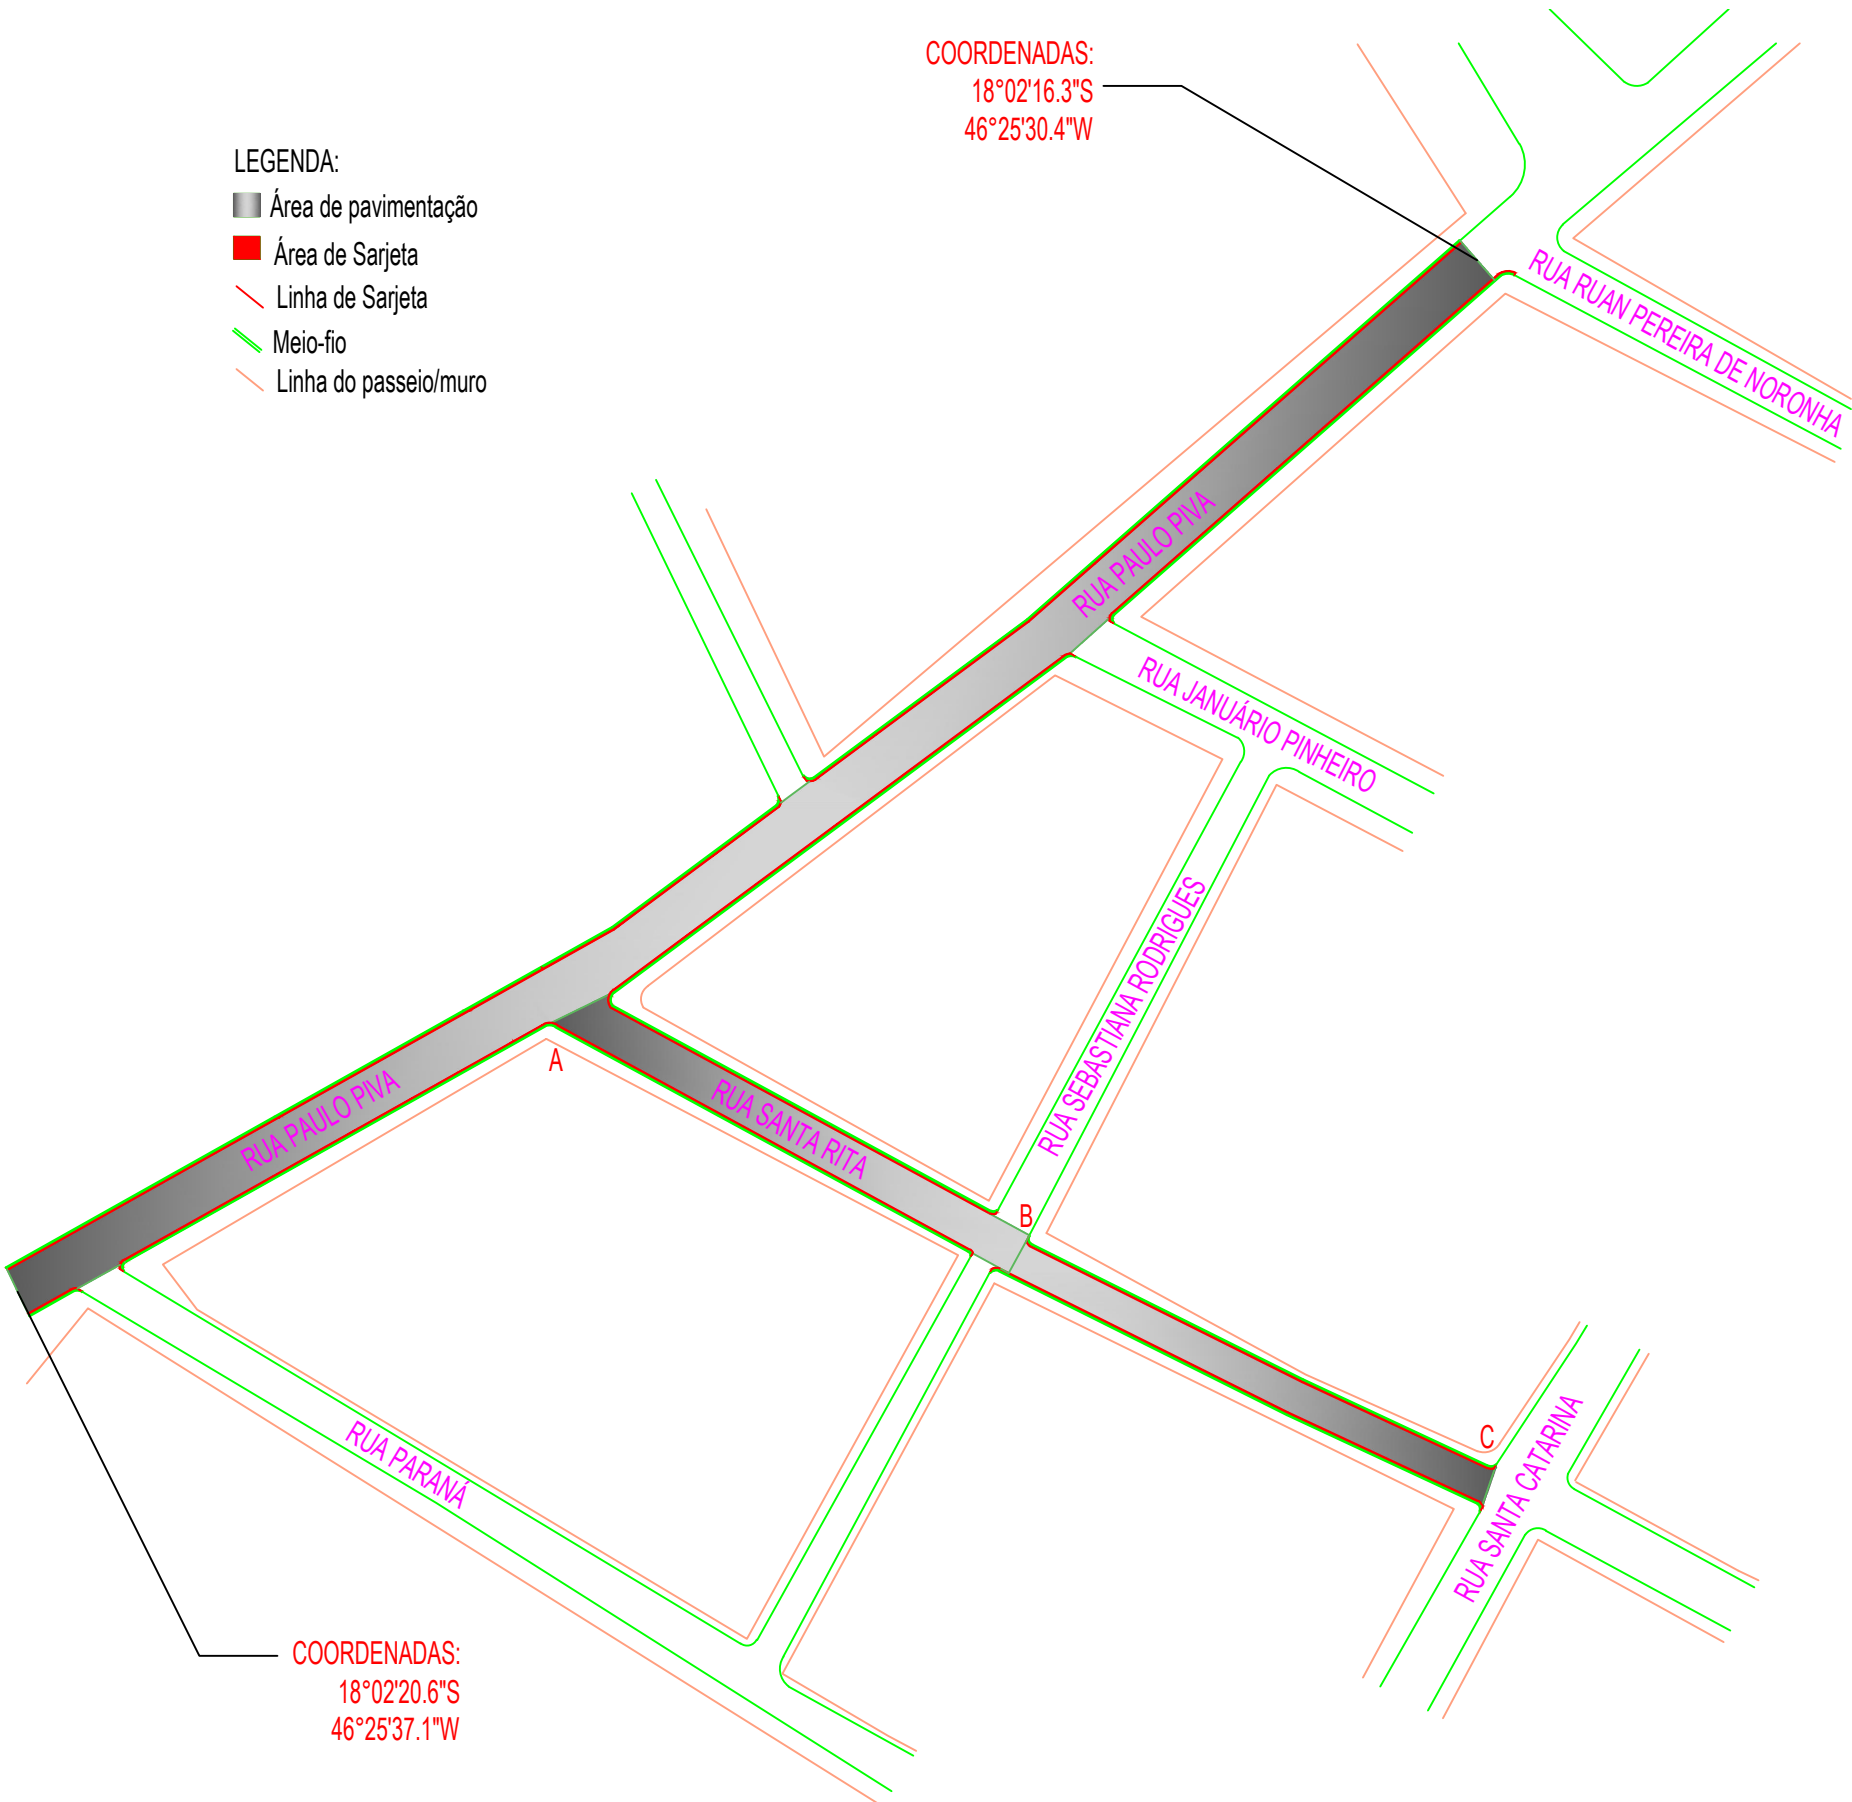 COORDENADAS:
18°02'16.3"S
46°25'30.4"W
LEGENDA:
Área de pavimentação
Área de Sarjeta
Linha de Sarjeta
Meio-fio
Linha do passeio/muro
RUA RUAN PEREIRA DE NORONHA
RUA PAULO PIVA
RUA JANUÁRIO PINHEIRO
RUA SEBASTIANA RODRIGUES
A
RUA PAULO PIVA
RUA SANTA RITA
B
C
RUA SANTA CATARINA
RUA PARANÁ
COORDENADAS:
18°02'20.6"S
46°25'37.1"W